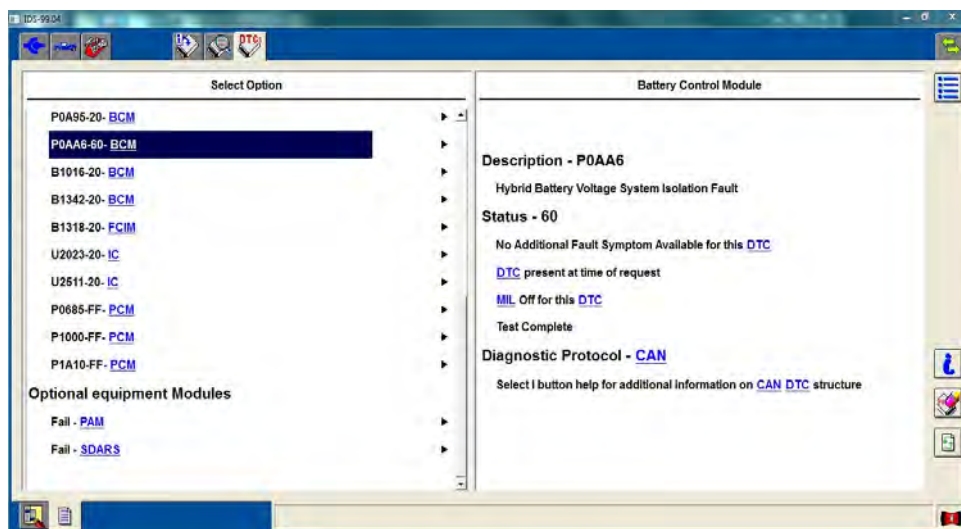 IDS-99.04
DTC
Select Option
P0A95-20- BCM
P0AA6-60- BCM
B1016-20- BCM
B1342-20- BCM
B1318-20- FCIM
U2023-20- IC
U2511-20- IC
P0685-FF- PCM
P1000-FF- PCM
P1A10-FF- PCM
Optional equipment Modules
Fail - PAM
Fail - SDARS
Battery Control Module
Description - P0AA6
Hybrid Battery Voltage System Isolation Fault
Status - 60
No Additional Fault Symptom Available for this DTC
DTC present at time of request
MIL Off for this DTC
Test Complete
Diagnostic Protocol - CAN
Select I button help for additional information on CAN DTC structure